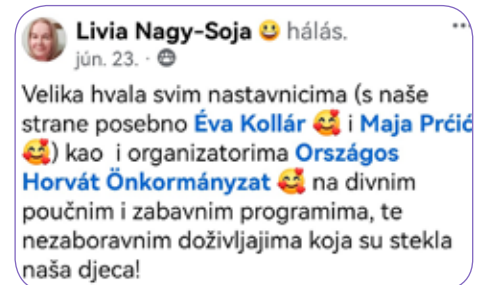 Livia Nagy-Soja 😀 hálás.
jún. 23. ·
Velika hvala svim nastavnicima (s naše
strane posebno Éva Kollár 🥰 i Maja Prćić
🥰) kao i organizatorima Országos
Horvát Önkormányzat 🥰 na divnim
poučnim i zabavnim programima, te
nezaboravnim doživljajima koja su stekla
naša djeca!